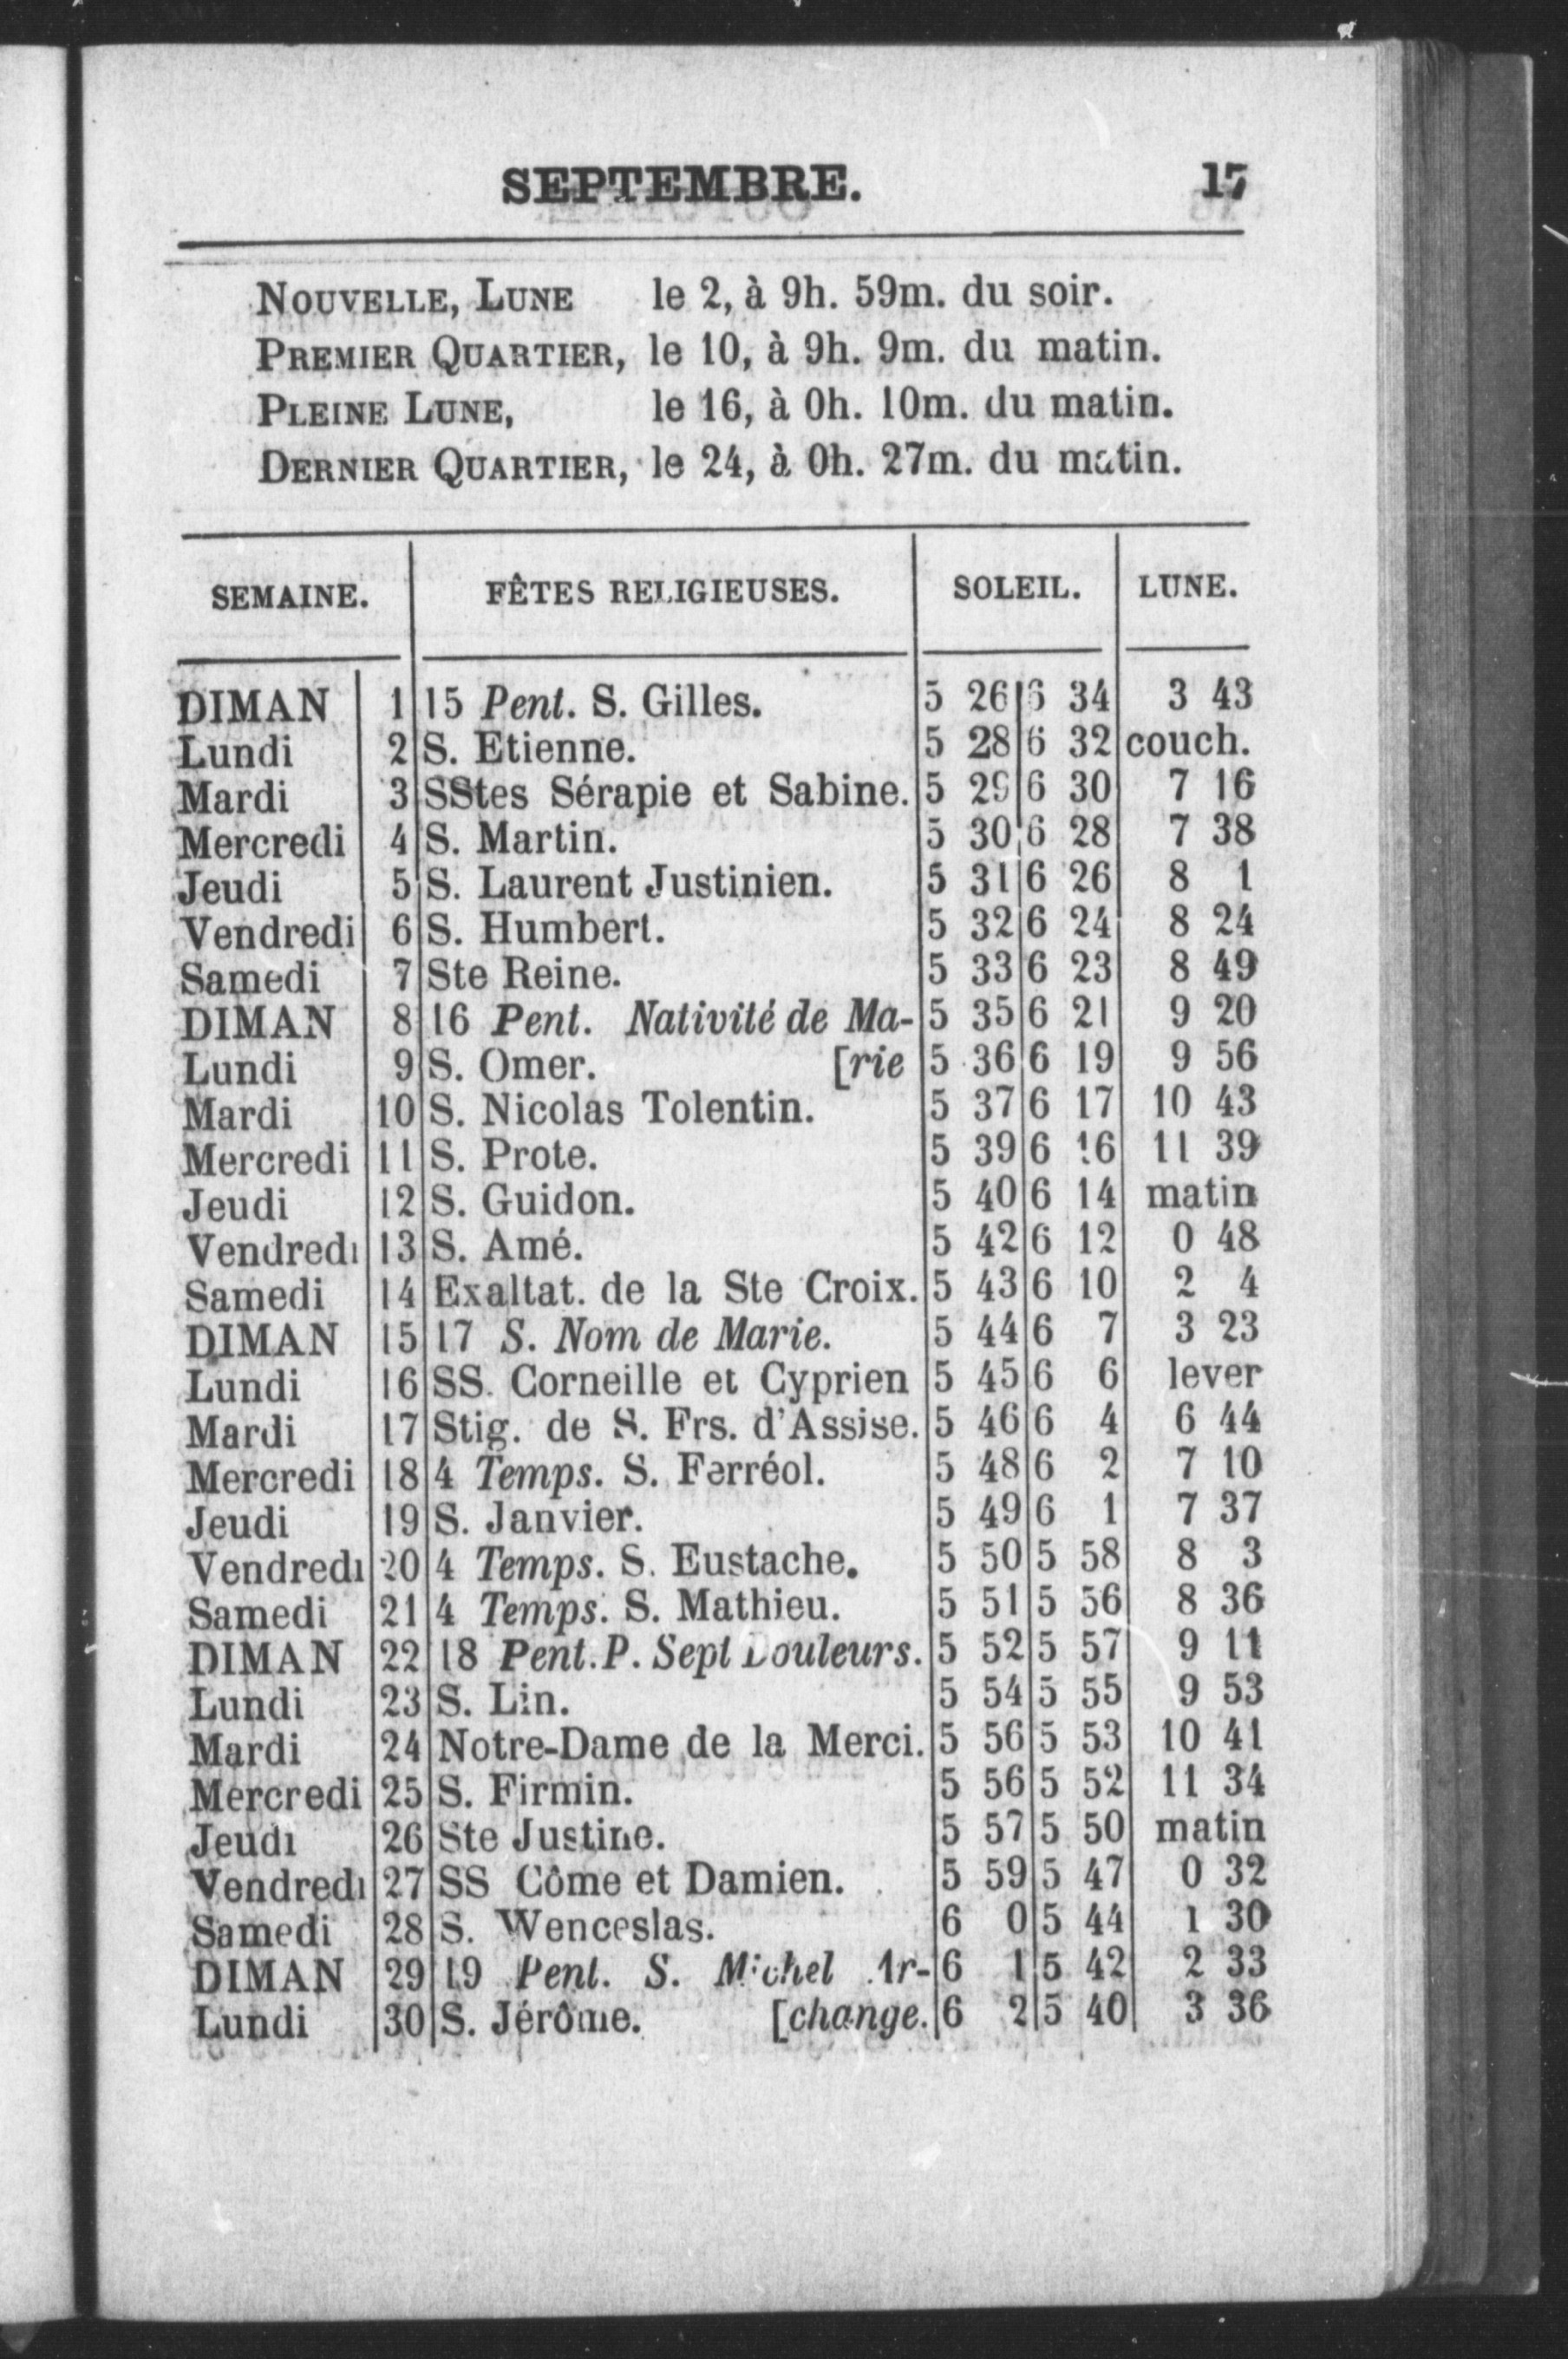 SEPTEMBRE. 17
NOUVELLE, LUNE le 2, à 9h. 59m. du soir.
PREMIER QUARTIER, le 10, à 9h. 9m. du matin.
PLEINE LUNE, le 16, à 0h. 10m. du matin.
DERNIER QUARTIER, le 24, à 0h. 27m. du matin.
SEMAINE. FÊTES RELIGIEUSES. SOLEIL. LUNE.
DIMAN 1 15 Pent. S. Gilles. 5 26 6 34 3 43
Lundi 2 S. Etienne. 5 28 6 32 couch.
Mardi 3 SStes Sérapie et Sabine. 5 29 6 30 7 16
Mercredi 4 S. Martin. 5 30 6 28 7 38
Jeudi 5 S. Laurent Justinien. 5 31 6 26 8 1
Vendredi 6 S. Humbert. 5 32 6 24 8 24
Samedi 7 Ste Reine. 5 33 6 23 8 49
DIMAN 8 16 Pent. Nativité de Ma- 5 35 6 21 9 20
Lundi 9 S. Omer. [rie 5 36 6 19 9 56
Mardi 10 S. Nicolas Tolentin. 5 37 6 17 10 43
Mercredi 11 S. Prote. 5 39 6 16 11 39
Jeudi 12 S. Guidon. 5 40 6 14 matin
Vendredi 13 S. Amé. 5 42 6 12 0 48
Samedi 14 Exaltat. de la Ste Croix. 5 43 6 10 2 4
DIMAN 15 17 S. Nom de Marie. 5 44 6 7 3 23
Lundi 16 SS. Corneille et Cyprien 5 45 6 6 lever
Mardi 17 Stig. de S. Frs. d'Assise. 5 46 6 4 6 44
Mercredi 18 4 Temps. S. Ferréol. 5 48 6 2 7 10
Jeudi 19 S. Janvier. 5 49 6 1 7 37
Vendredi 20 4 Temps. S. Eustache. 5 50 5 58 8 3
Samedi 21 4 Temps. S. Mathieu. 5 51 5 56 8 36
DIMAN 22 18 Pent. P. Sept Douleurs. 5 52 5 57 9 11
Lundi 23 S. Lin. 5 54 5 55 9 53
Mardi 24 Notre-Dame de la Merci. 5 56 5 53 10 41
Mercredi 25 S. Firmin. 5 56 5 52 11 34
Jeudi 26 Ste Justine. 5 57 5 50 matin
Vendredi 27 SS Côme et Damien. 5 59 5 47 0 32
Samedi 28 S. Wenceslas. 6 0 5 44 1 30
DIMAN 29 19 Pent. S. Michel Ar- 6 1 5 42 2 33
Lundi 30 S. Jérôme. [change. 6 2 5 40 3 36